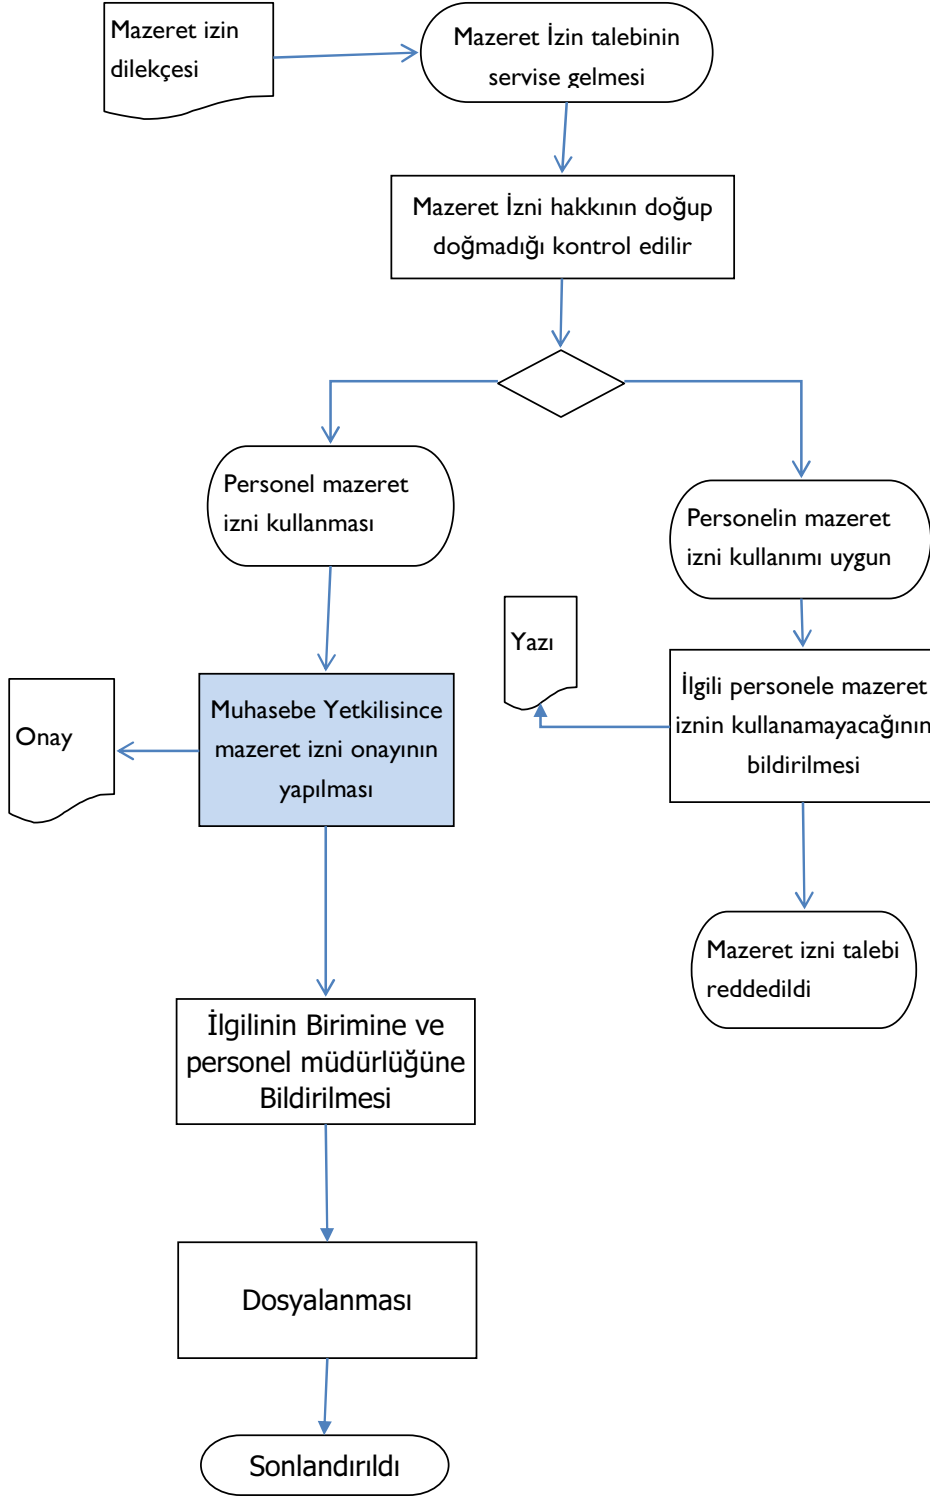 Mazeret izin
dilekçesi
Mazeret İzin talebinin
servise gelmesi
Mazeret İzni hakkının doğup
doğmadığı kontrol edilir
Personel mazeret
izni kullanması
Personelin mazeret
izni kullanımı uygun
Yazı
İlgili personele mazeret
iznin kullanamayacağının
bildirilmesi
Onay
Muhasebe Yetkilisince
mazeret izni onayının
yapılması
Mazeret izni talebi
reddedildi
İlgilinin Birimine ve
personel müdürlüğüne
Bildirilmesi
Dosyalanması
Sonlandırıldı